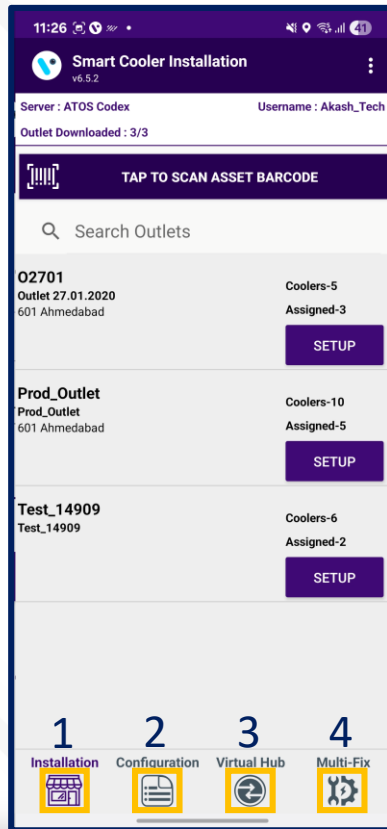 11:26
41
Smart Cooler Installation
v6.5.2
Server : ATOS Codex Username : Akash_Tech
Outlet Downloaded : 3/3
TAP TO SCAN ASSET BARCODE
Search Outlets
O2701
Outlet 27.01.2020
601 Ahmedabad
Coolers-5
Assigned-3
SETUP
Prod_Outlet
Prod_Outlet
601 Ahmedabad
Coolers-10
Assigned-5
SETUP
Test_14909
Test_14909
Coolers-6
Assigned-2
SETUP
1 2 3 4
Installation Configuration Virtual Hub Multi-Fix